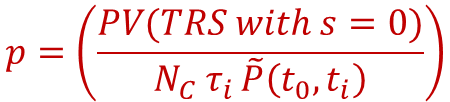 p = (PV(TRS with s = 0) / N_C τ_i P̃(t_0, t_i))